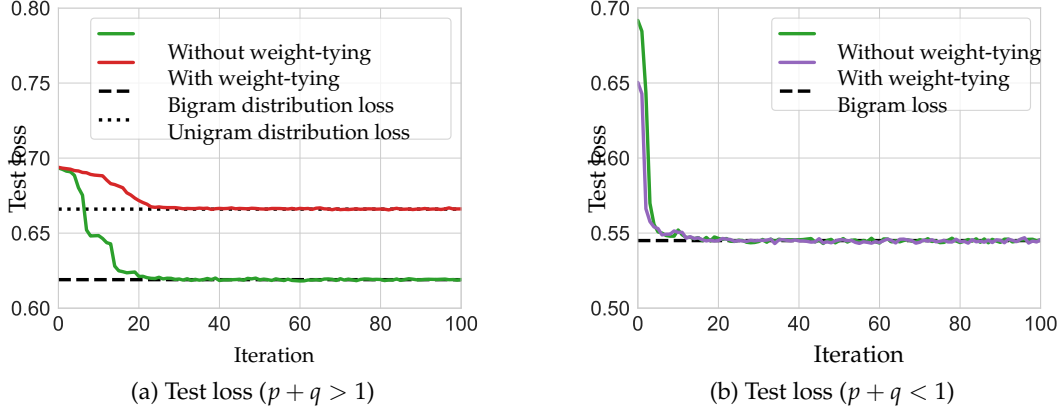 0.80
0.75
0.70
0.65
0.60
Test loss
Without weight-tying
With weight-tying
Bigram distribution loss
Unigram distribution loss
0 20 40 60 80 100
Iteration
(a) Test loss (p + q > 1)
0.70
0.65
0.60
0.55
0.50
Test loss
Without weight-tying
With weight-tying
Bigram loss
0 20 40 60 80 100
Iteration
(b) Test loss (p + q < 1)